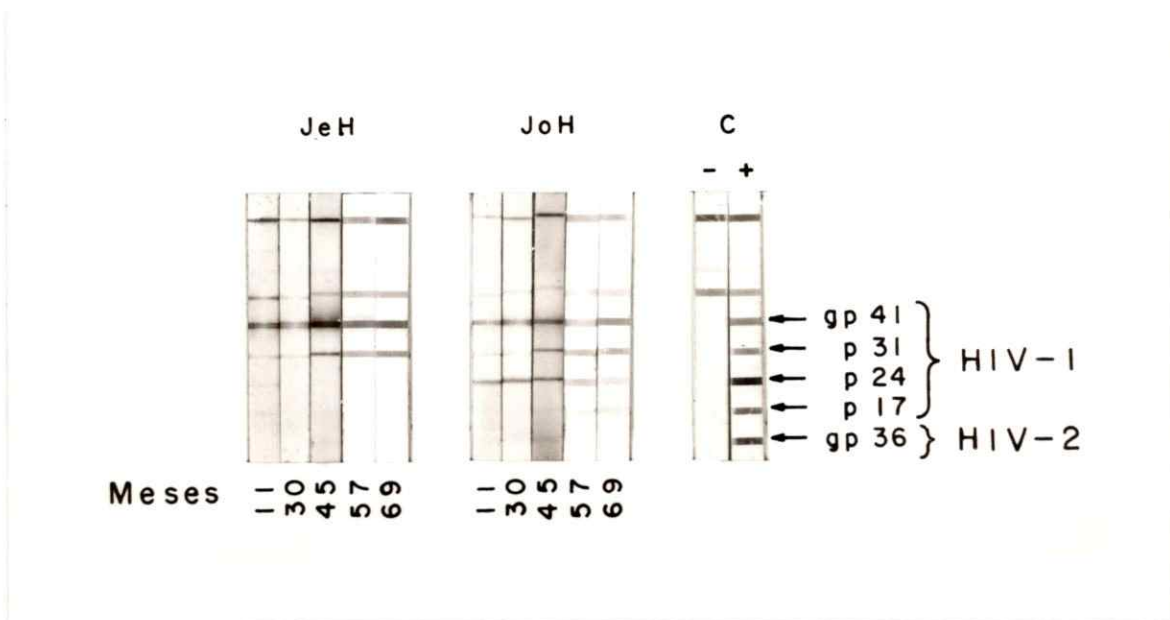 JeH JoH C
- +
gp 41
p 31
p 24
p 17
HIV-1
gp 36
HIV-2
Meses 11 30 45 57 69 11 30 45 57 69